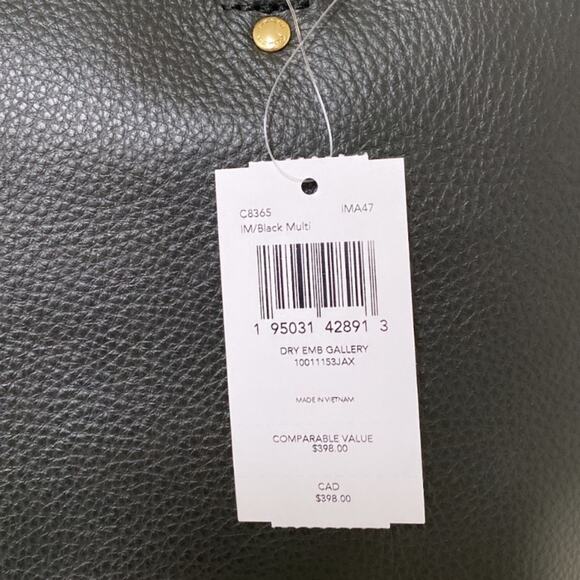 C8365 IMA47
IM/Black Multi
1 95031 42891 3
DRY EMB GALLERY
10011153JAX
MADE IN VIETNAM
COMPARABLE VALUE
$398.00
CAD
$398.00